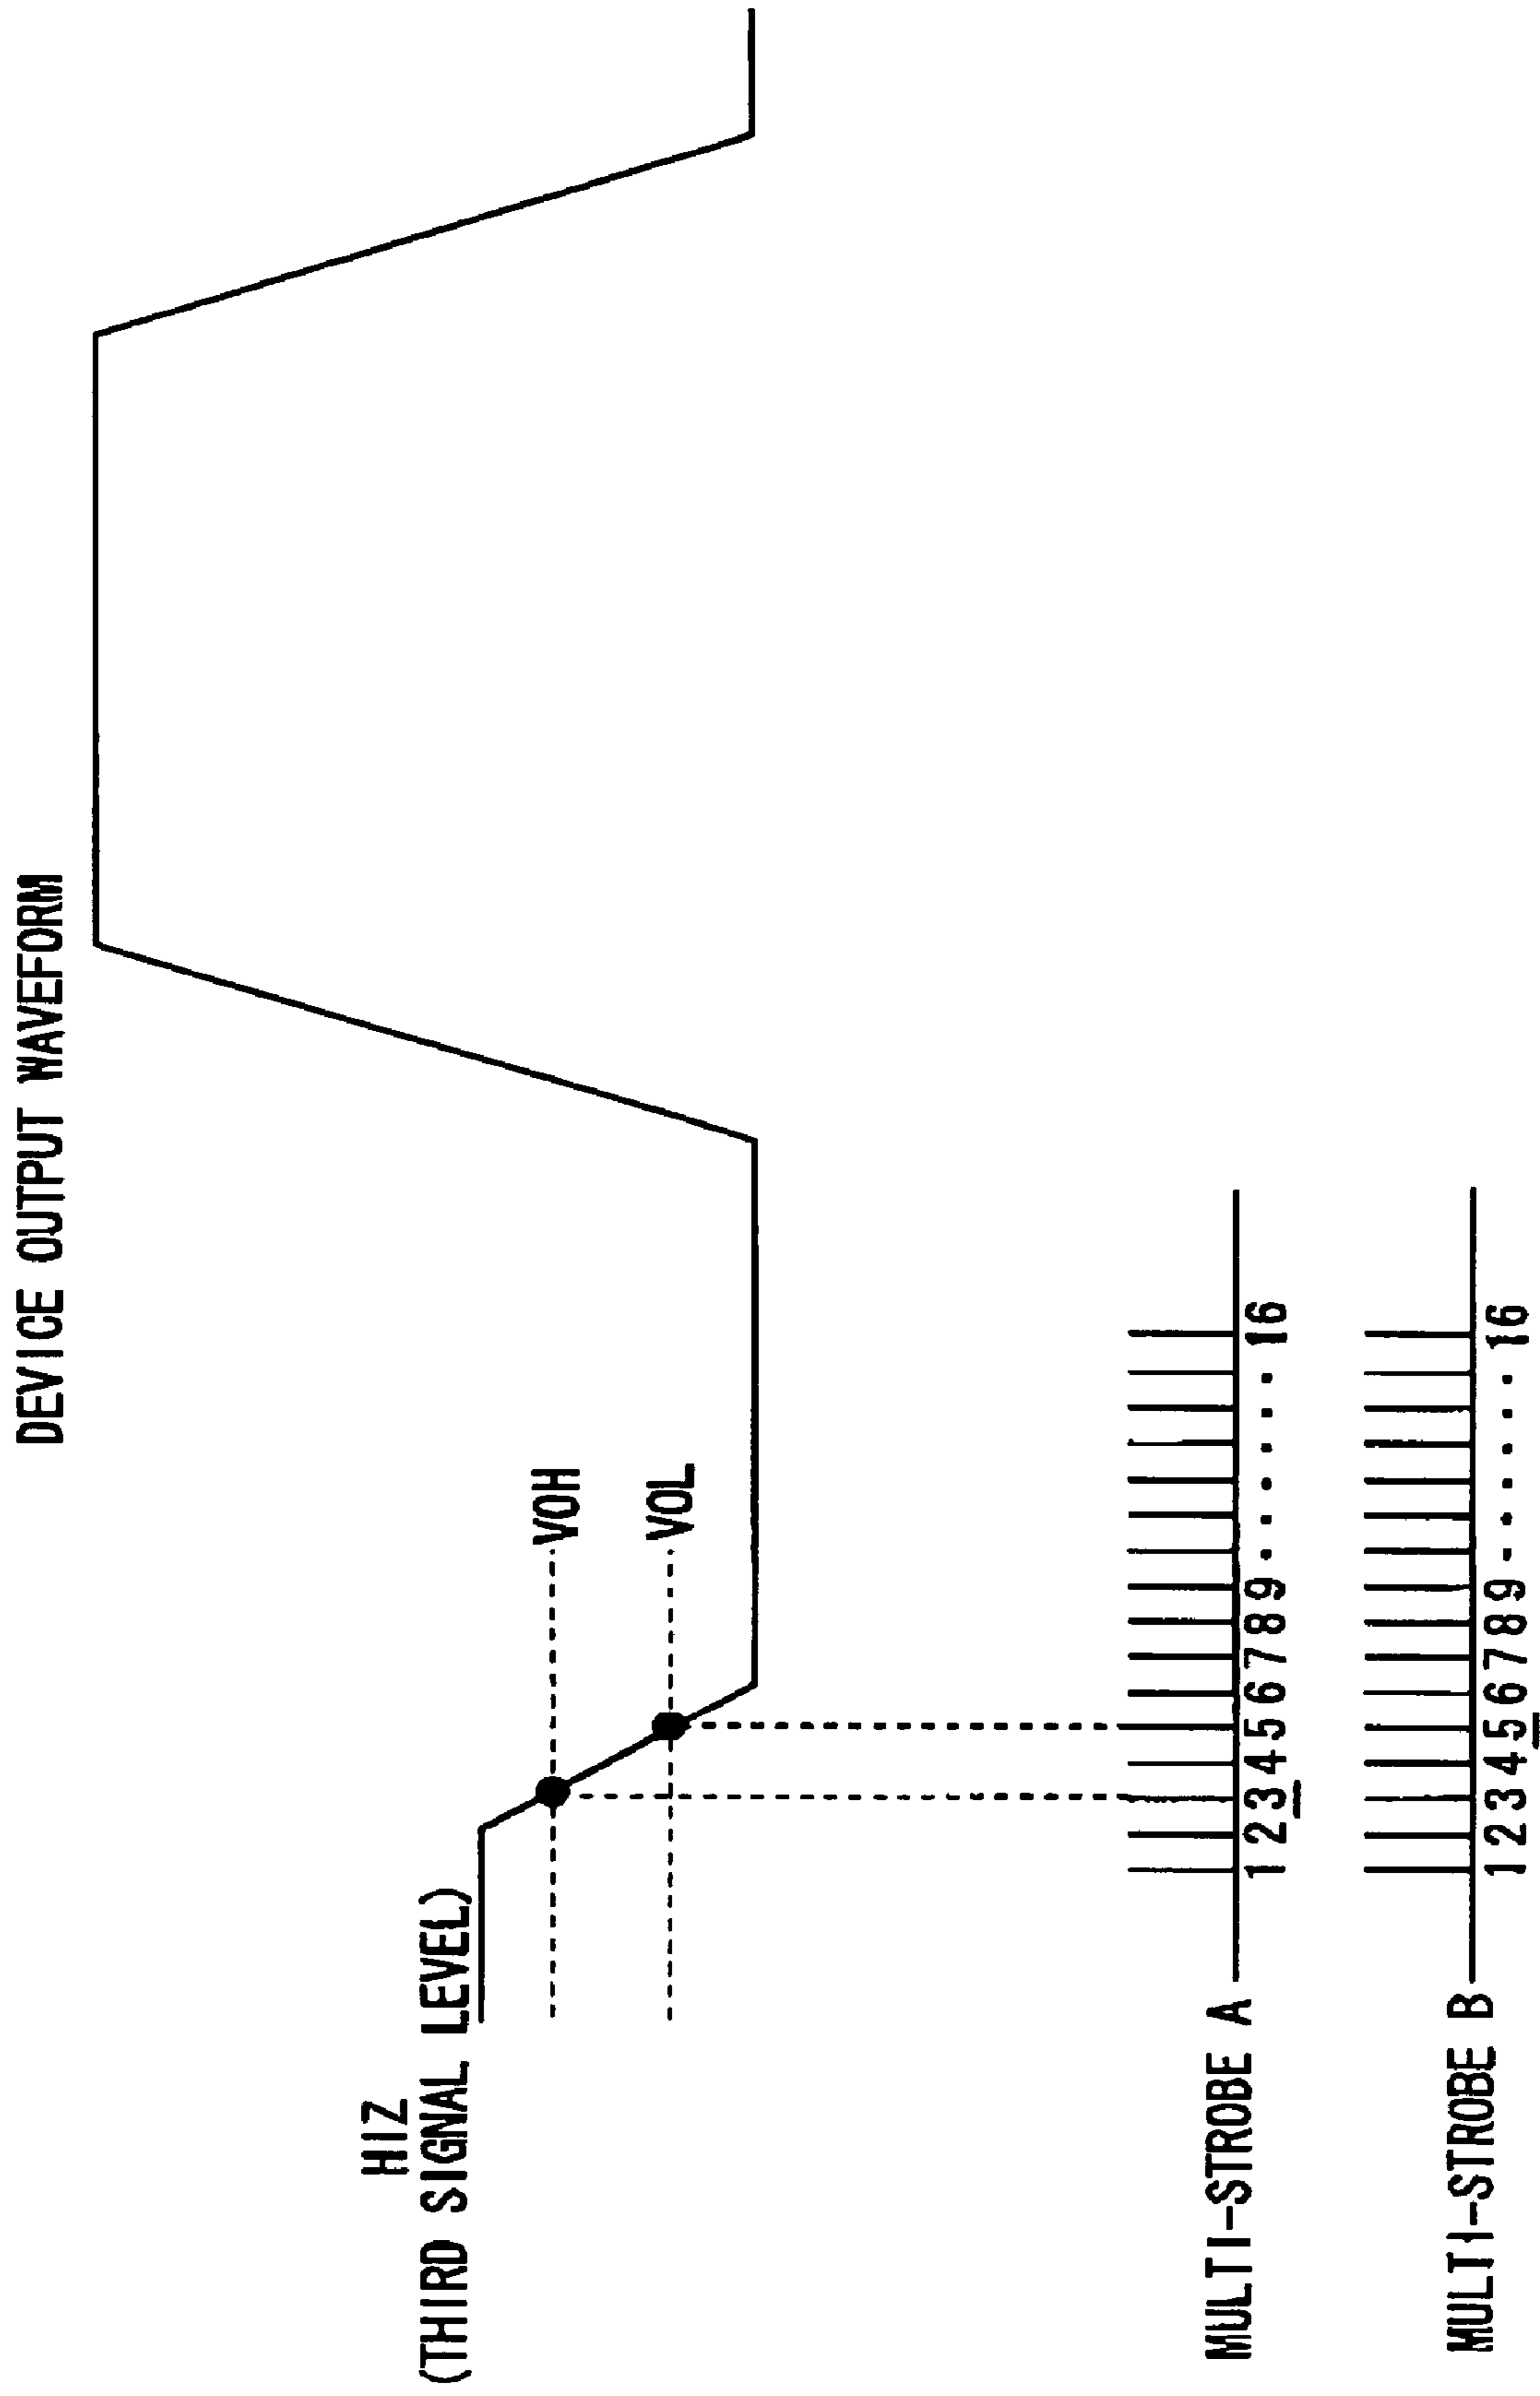 DEVICE OUTPUT WAVEFORM
HIZ
(THIRD SIGNAL LEVEL)
VOH
VOL
MULTI-STROBE A
1 2 3 4 5 6 7 8 9 · · · · · · 16
MULTI-STROBE B
1 2 3 4 5 6 7 8 9 · · · · · · 16